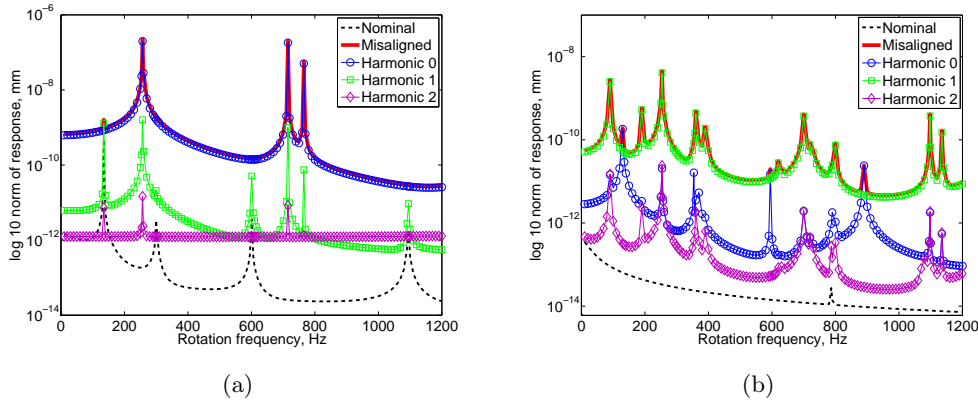 10⁻⁶
10⁻⁸
10⁻¹⁰
10⁻¹²
10⁻¹⁴
log 10 norm of response, mm
0 200 400 600 800 1000 1200
Rotation frequency, Hz
Nominal
Misaligned
Harmonic 0
Harmonic 1
Harmonic 2
(a)
10⁻⁸
10⁻¹⁰
10⁻¹²
10⁻¹⁴
log 10 norm of response, mm
0 200 400 600 800 1000 1200
Rotation frequency, Hz
Nominal
Misaligned
Harmonic 0
Harmonic 1
Harmonic 2
(b)